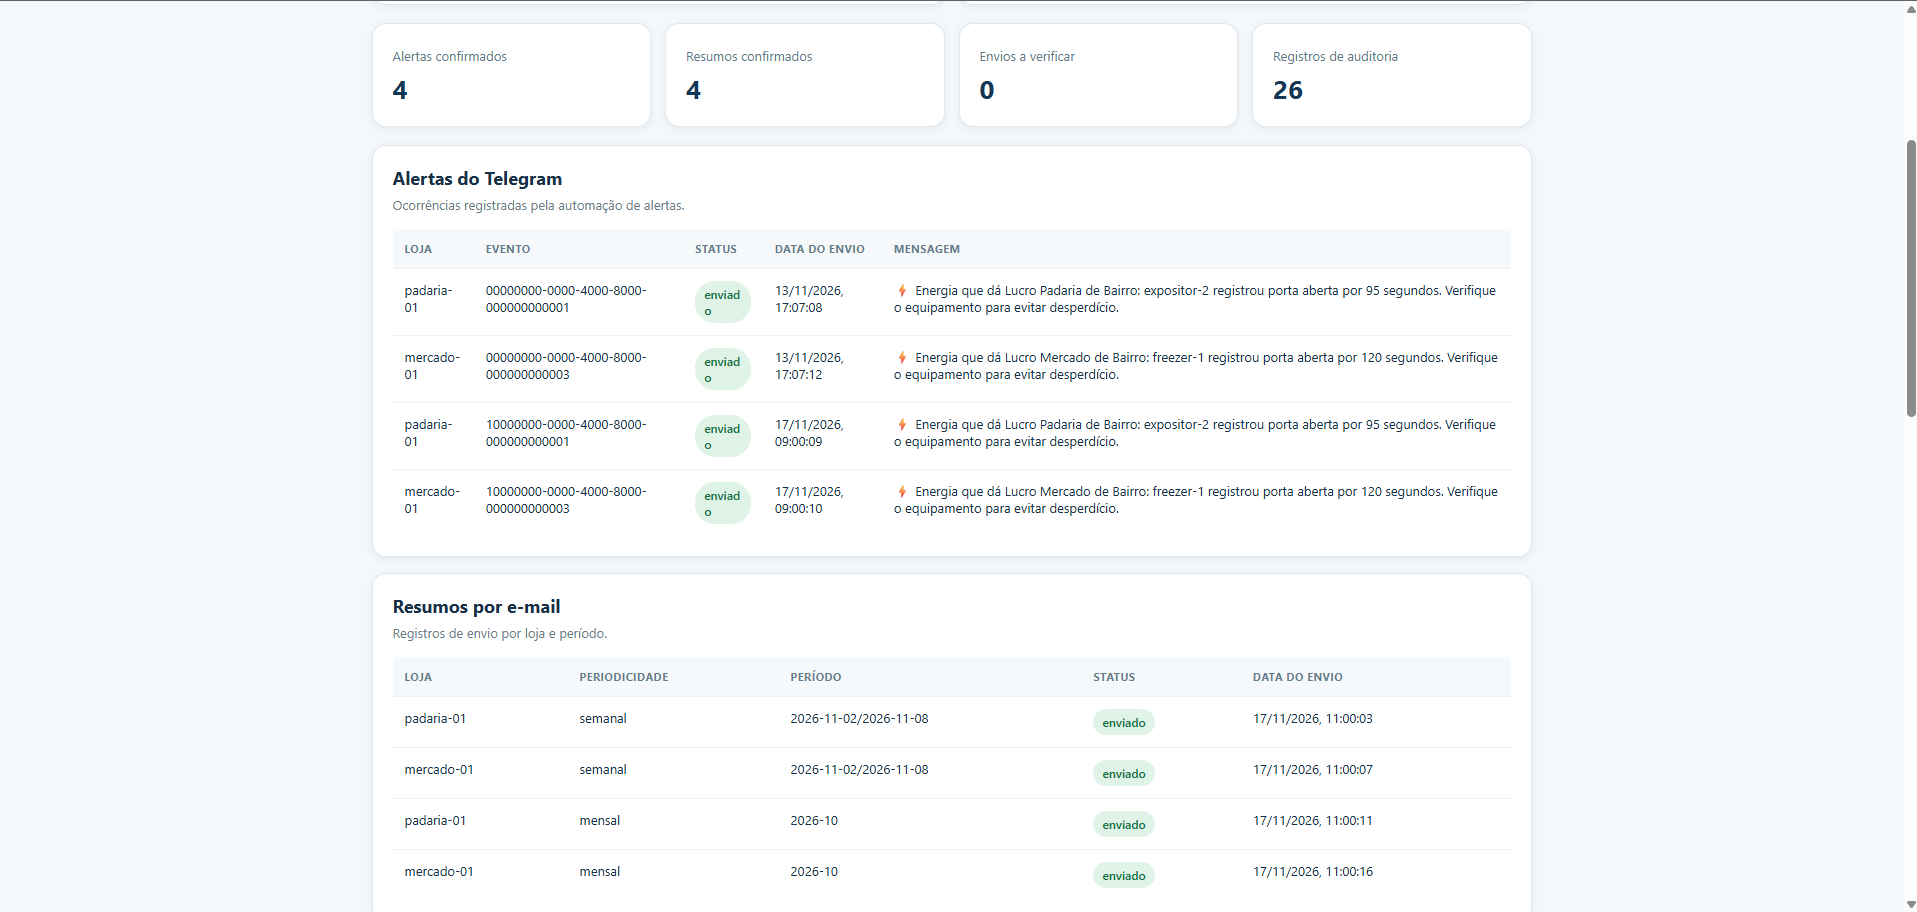 Alertas confirmados
4
Resumos confirmados
4
Envios a verificar
0
Registros de auditoria
26
Alertas do Telegram
Ocorrências registradas pela automação de alertas.
LOJA EVENTO STATUS DATA DO ENVIO MENSAGEM
padaria-
01
00000000-0000-4000-8000-
000000000001
enviad
o
13/11/2026,
17:07:08
⚡ Energia que dá Lucro Padaria de Bairro: expositor-2 registrou porta aberta por 95 segundos. Verifique
o equipamento para evitar desperdício.
mercado-
01
00000000-0000-4000-8000-
000000000003
enviad
o
13/11/2026,
17:07:12
⚡ Energia que dá Lucro Mercado de Bairro: freezer-1 registrou porta aberta por 120 segundos. Verifique
o equipamento para evitar desperdício.
padaria-
01
10000000-0000-4000-8000-
000000000001
enviad
o
17/11/2026,
09:00:09
⚡ Energia que dá Lucro Padaria de Bairro: expositor-2 registrou porta aberta por 95 segundos. Verifique
o equipamento para evitar desperdício.
mercado-
01
10000000-0000-4000-8000-
000000000003
enviad
o
17/11/2026,
09:00:10
⚡ Energia que dá Lucro Mercado de Bairro: freezer-1 registrou porta aberta por 120 segundos. Verifique
o equipamento para evitar desperdício.
Resumos por e-mail
Registros de envio por loja e período.
LOJA PERIODICIDADE PERÍODO STATUS DATA DO ENVIO
padaria-01 semanal 2026-11-02/2026-11-08 enviado 17/11/2026, 11:00:03
mercado-01 semanal 2026-11-02/2026-11-08 enviado 17/11/2026, 11:00:07
padaria-01 mensal 2026-10 enviado 17/11/2026, 11:00:11
mercado-01 mensal 2026-10 enviado 17/11/2026, 11:00:16